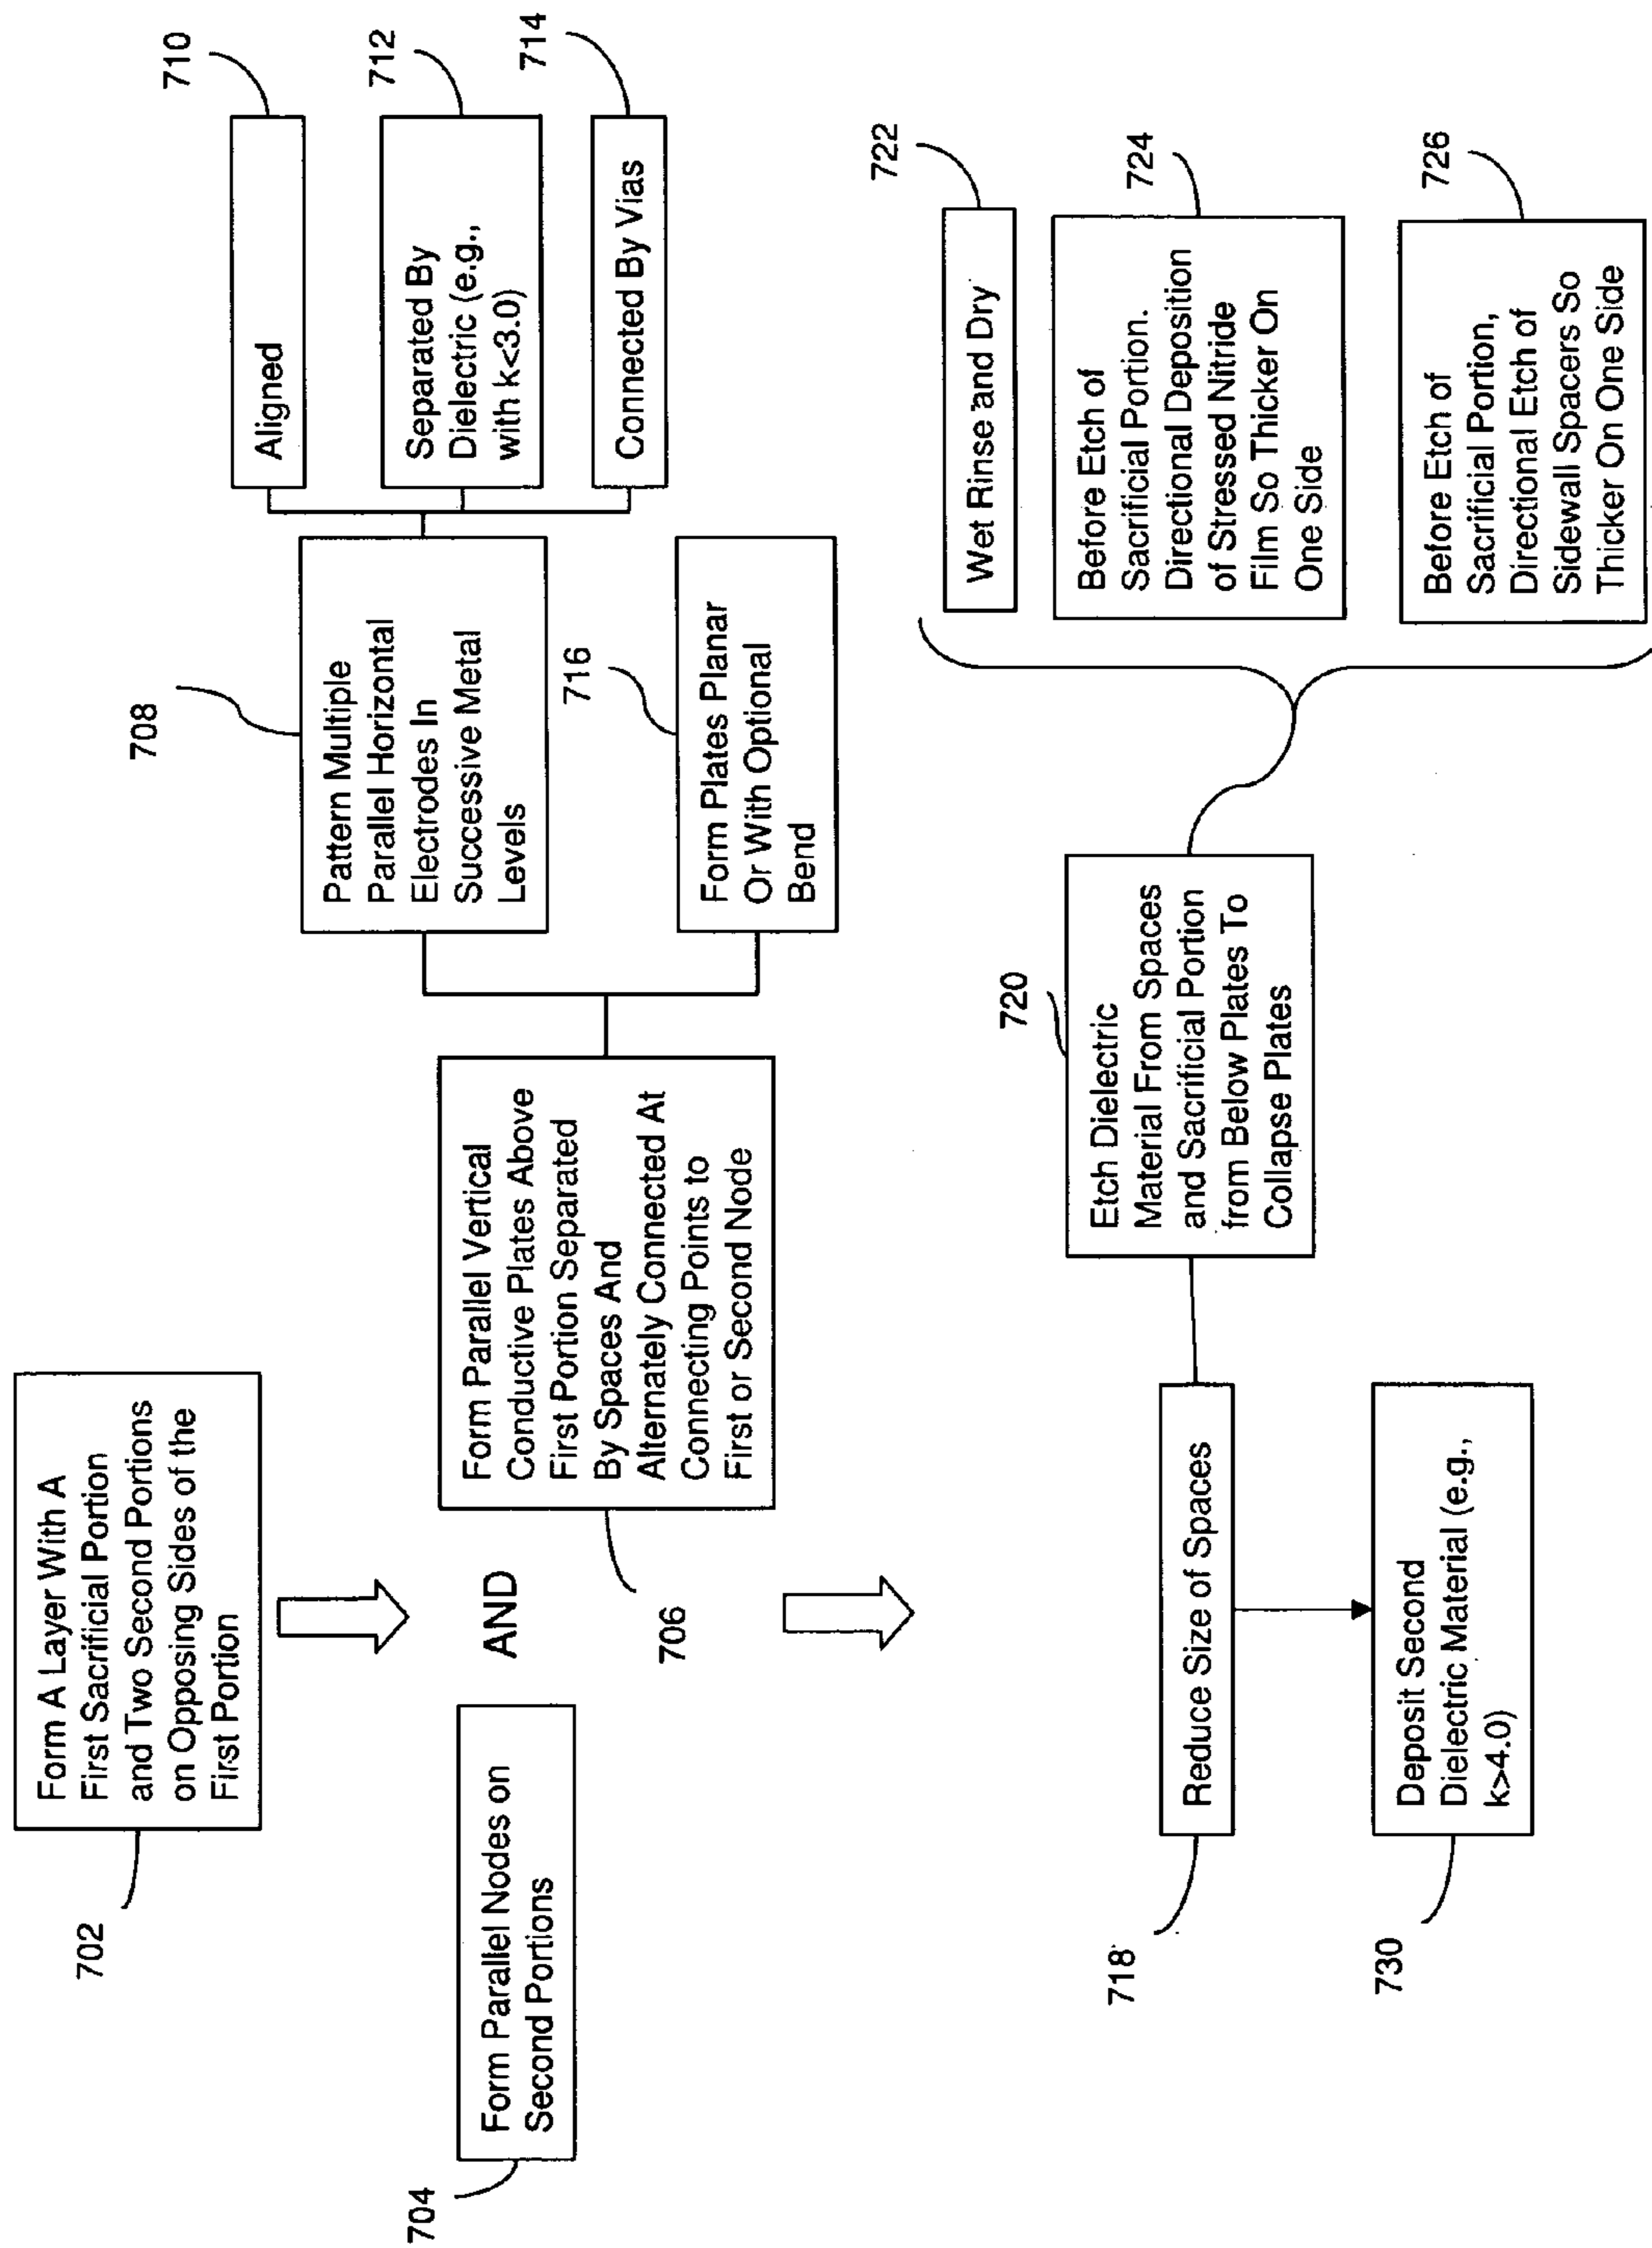 702
Form A Layer With A
First Sacrificial Portion
and Two Second Portions
on Opposing Sides of the
First Portion
704
Form Parallel Nodes on
Second Portions
AND
706
Form Parallel Vertical
Conductive Plates Above
First Portion Separated
By Spaces And
Alternately Connected At
Connecting Points to
First or Second Node
708
Pattern Multiple
Parallel Horizontal
Electrodes In
Successive Metal
Levels
710
Aligned
712
Separated By
Dielectric (e.g.,
with k<3.0)
714
Connected By Vias
716
Form Plates Planar
Or With Optional
Bend
718
Reduce Size of Spaces
720
Etch Dielectric
Material From Spaces
and Sacrificial Portion
from Below Plates To
Collapse Plates
722
Wet Rinse and Dry
724
Before Etch of
Sacrificial Portion.
Directional Deposition
of Stressed Nitride
Film So Thicker On
One Side
726
Before Etch of
Sacrificial Portion,
Directional Etch of
Sidewall Spacers So
Thicker On One Side
730
Deposit Second
Dielectric Material (e.g.,
k>4.0)